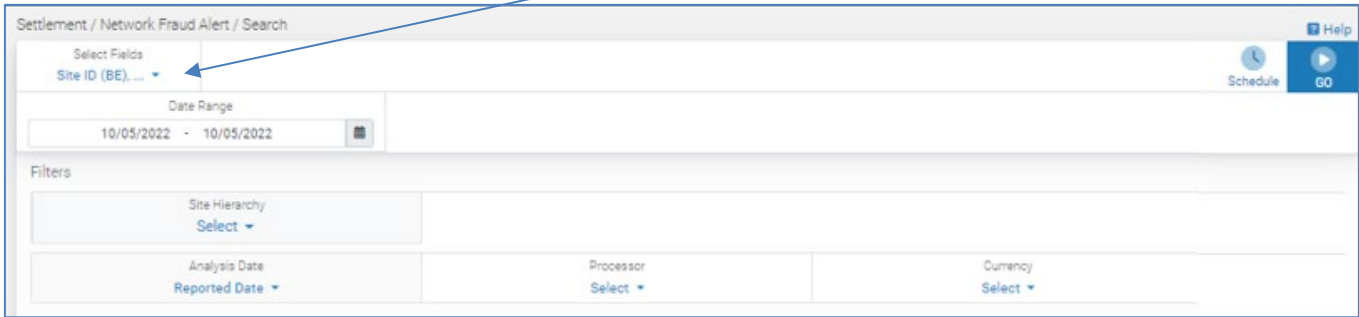 Settlement / Network Fraud Alert / Search
Help
Select Fields
Site ID (BE), ...
Schedule
GO
Date Range
10/05/2022 - 10/05/2022
Filters
Site Hierarchy
Select
Analysis Date
Processor
Currency
Reported Date
Select
Select